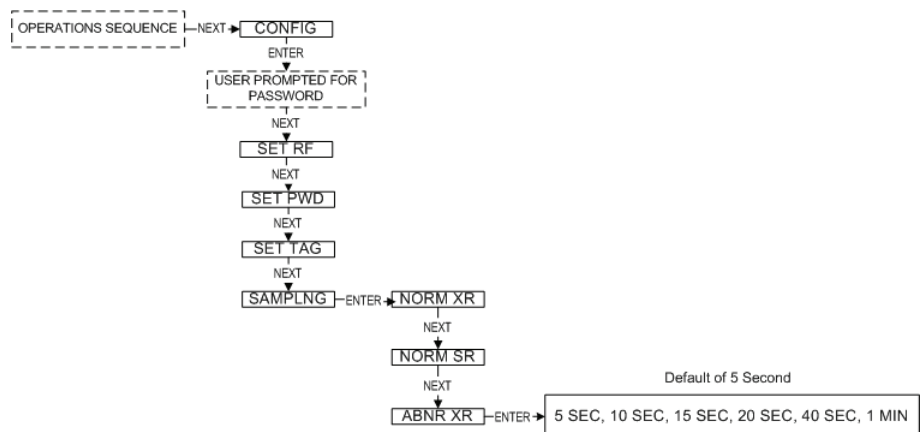 OPERATIONS SEQUENCE
NEXT
CONFIG
ENTER
USER PROMPTED FOR
PASSWORD
NEXT
SET RF
NEXT
SET PWD
NEXT
SET TAG
NEXT
SAMPLNG
ENTER
NORM XR
NEXT
NORM SR
NEXT
ABNR XR
ENTER
Default of 5 Second
5 SEC, 10 SEC, 15 SEC, 20 SEC, 40 SEC, 1 MIN